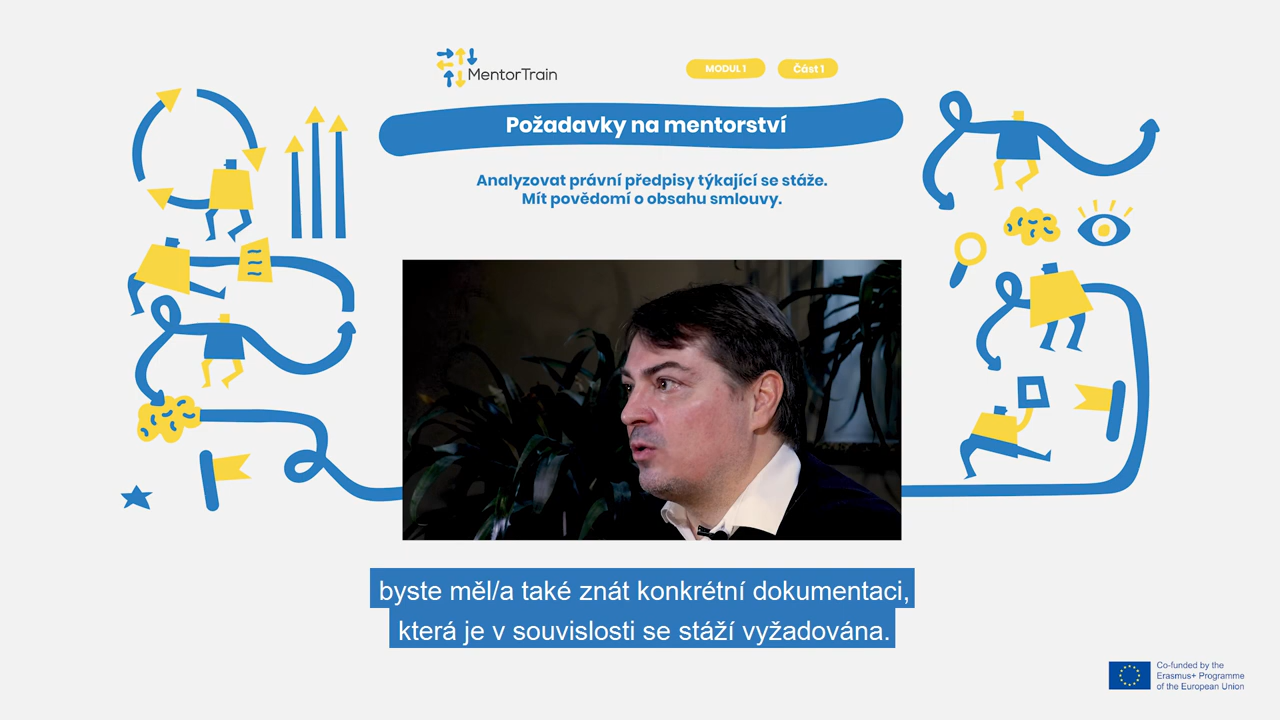 MentorTrain
MODUL 1
Část 1
Požadavky na mentorství
Analyzovat právní předpisy týkající se stáže.
Mít povědomí o obsahu smlouvy.
byste měl/a také znát konkrétní dokumentaci,
která je v souvislosti se stáží vyžadována.
Co-funded by the
Erasmus+ Programme
of the European Union